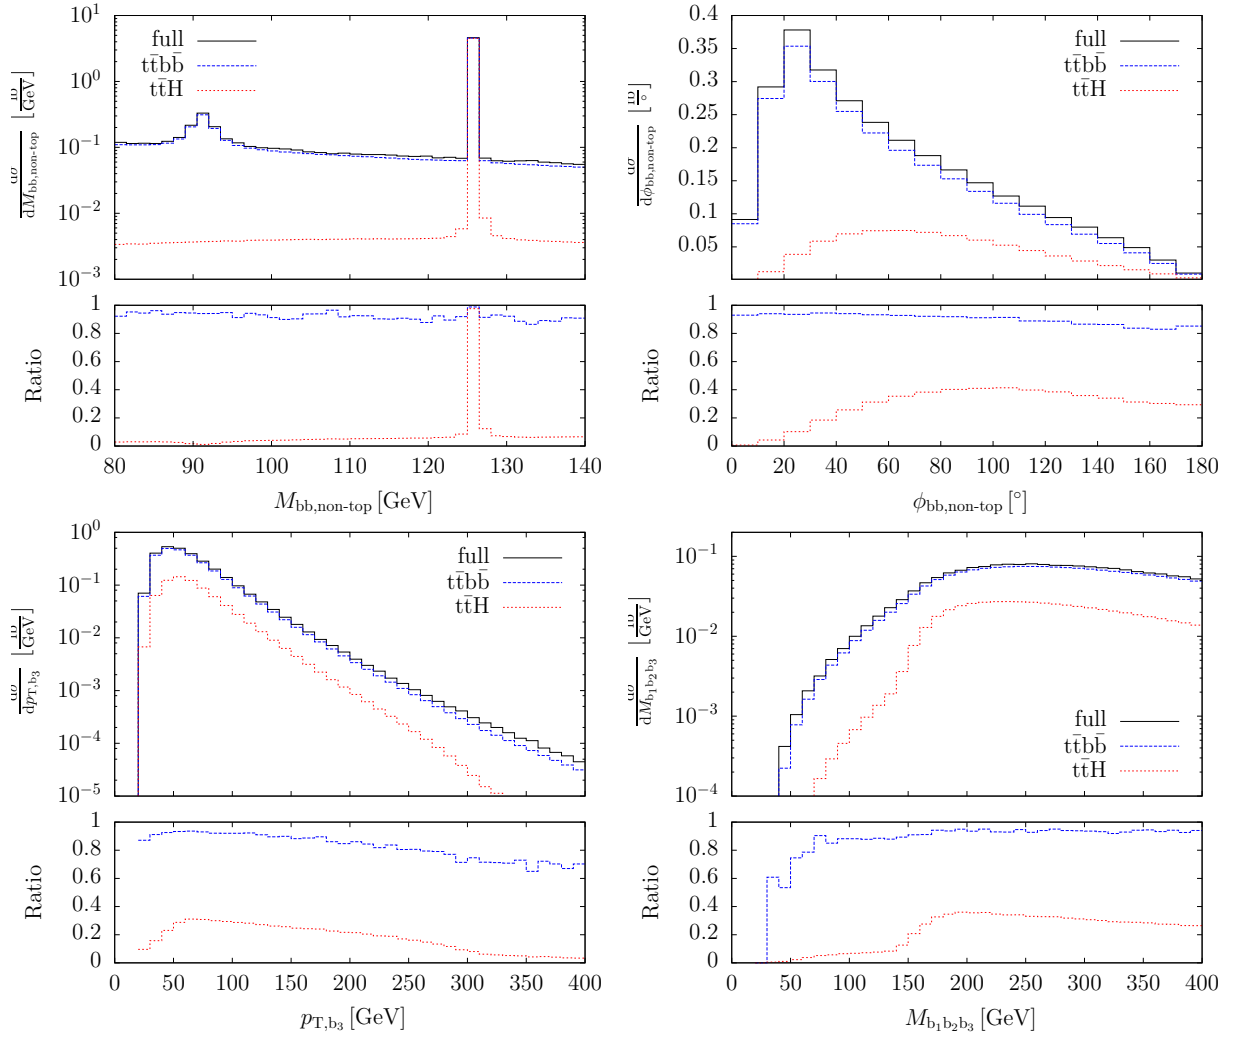 full
tt̄bb̄
tt̄H
10¹
10⁰
10⁻¹
10⁻²
10⁻³
dσ/dM_bb,non-top [fb/GeV]
1
0.8
0.6
0.4
0.2
0
Ratio
80 90 100 110 120 130 140
M_bb,non-top [GeV]
full
tt̄bb̄
tt̄H
0.4
0.35
0.3
0.25
0.2
0.15
0.1
0.05
dσ/dϕ_bb,non-top [fb/°]
1
0.8
0.6
0.4
0.2
0
Ratio
0 20 40 60 80 100 120 140 160 180
ϕ_bb,non-top [°]
full
tt̄bb̄
tt̄H
10⁰
10⁻¹
10⁻²
10⁻³
10⁻⁴
10⁻⁵
dσ/dp_T,b₃ [fb/GeV]
1
0.8
0.6
0.4
0.2
0
Ratio
0 50 100 150 200 250 300 350 400
p_T,b₃ [GeV]
full
tt̄bb̄
tt̄H
10⁻¹
10⁻²
10⁻³
10⁻⁴
dσ/dM_b₁b₂b₃ [fb/GeV]
1
0.8
0.6
0.4
0.2
0
Ratio
0 50 100 150 200 250 300 350 400
M_b₁b₂b₃ [GeV]